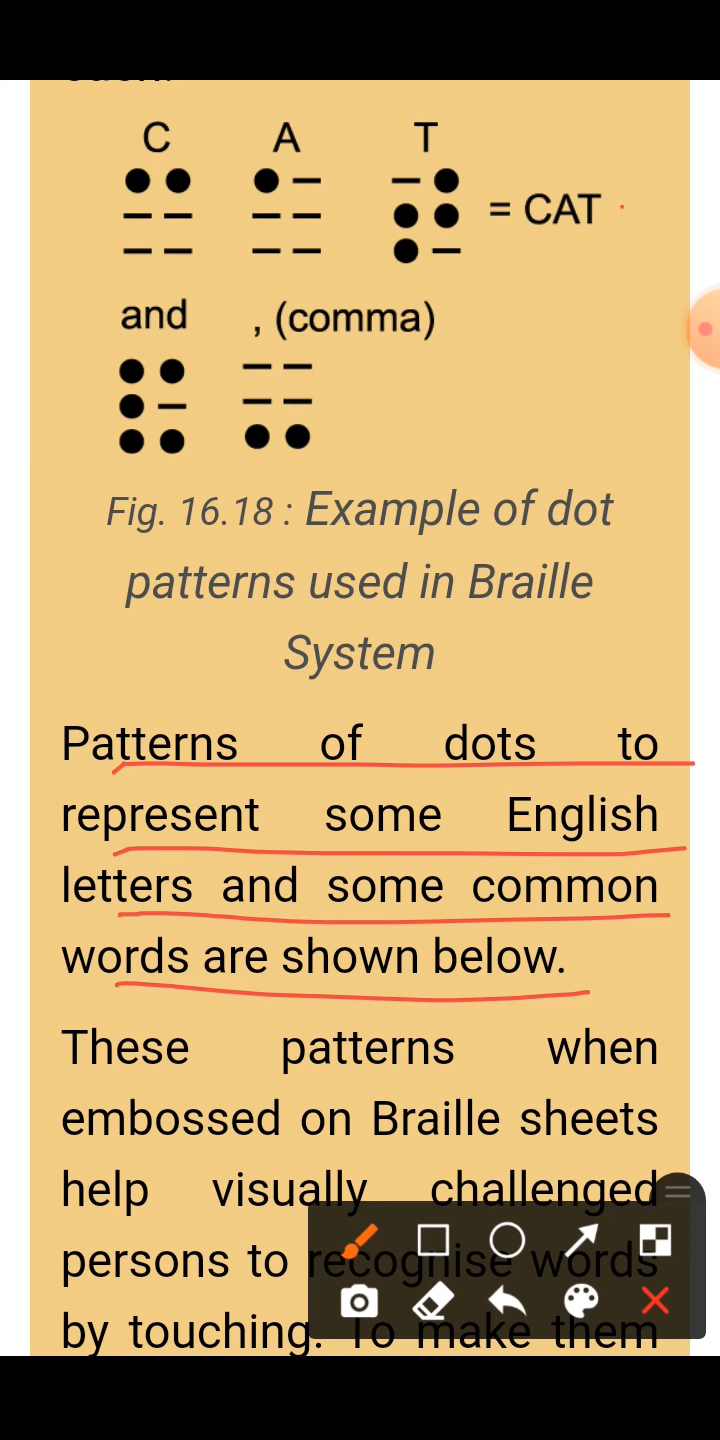 C A T
= CAT
and , (comma)
Fig. 16.18 : Example of dot
patterns used in Braille
System
Patterns of dots to
represent some English
letters and some common
words are shown below.
These patterns when
embossed on Braille sheets
help visually challenged
persons to recognise words
by touching. To make them